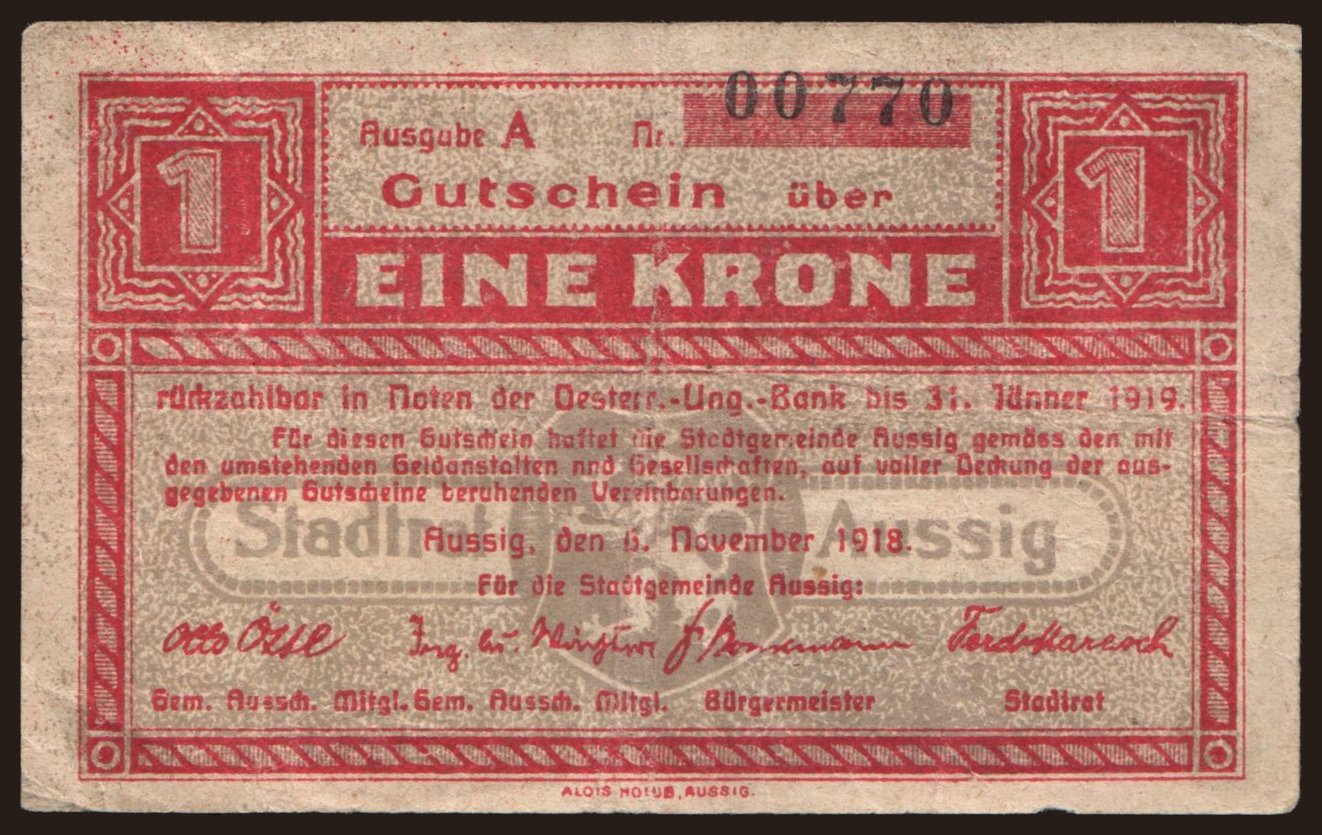 00770
Ausgabe A Nr.
1 Gutschein über 1
EINE KRONE
rückzahlbar in Noten der Oesterr.-Ung.-Bank bis 31. Jänner 1919.
Für diesen Gutschein haftet die Stadtgemeinde Aussig gemäss den mit
den umstehenden Geldanstalten nnd Gesellschaften, auf voller Deckung der aus-
gegebenen Gutscheine beruhenden Vereinbarungen.
Stadtrat Aussig
Aussig, den 6. November 1918.
Für die Stadtgemeinde Aussig:
Gem. Aussch. Mitgl. Gem. Aussch. Mitgl. Bürgermeister Stadtrat
ALOIS HOLUB, AUSSIG.